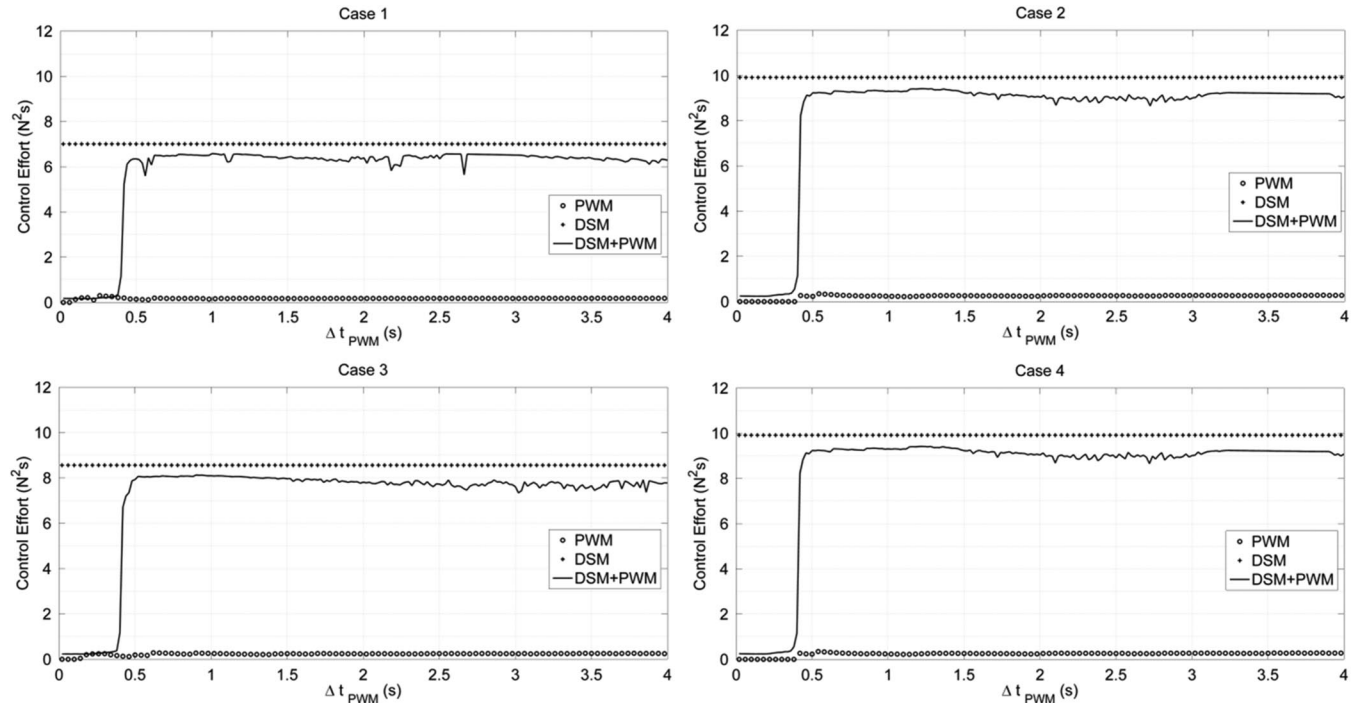 Case 1
12
10
8
6
4
2
0
Control Effort (N²s)
PWM
DSM
DSM+PWM
0 0.5 1 1.5 2 2.5 3 3.5 4
Δ t PWM (s)
Case 2
12
10
8
6
4
2
0
Control Effort (N²s)
PWM
DSM
DSM+PWM
0 0.5 1 1.5 2 2.5 3 3.5 4
Δ t PWM (s)
Case 3
12
10
8
6
4
2
0
Control Effort (N²s)
PWM
DSM
DSM+PWM
0 0.5 1 1.5 2 2.5 3 3.5 4
Δ t PWM (s)
Case 4
12
10
8
6
4
2
0
Control Effort (N²s)
PWM
DSM
DSM+PWM
0 0.5 1 1.5 2 2.5 3 3.5 4
Δ t PWM (s)